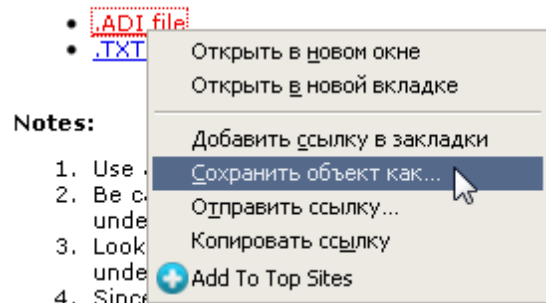 .ADI file
.TXT
Открыть в новом окне
Открыть в новой вкладке
Notes:
Добавить ссылку в закладки
1. Use
Сохранить объект как...
2. Be
Отправить ссылку...
unde
3. Look
Копировать ссылку
unde
Add To Top Sites
4. Since